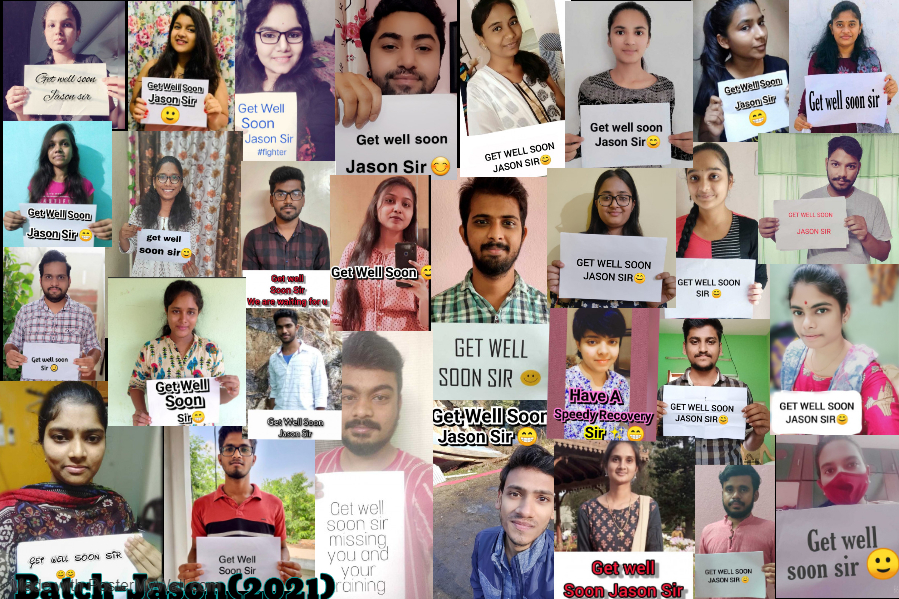 Get well soon
Jason sir.
Get Well Soon
Jason Sir🙂
Get Well
Soon
Jason Sir
#fighter
Get well soon
Jason Sir😊
GET WELL SOON
JASON SIR😊
Get well soon
Jason Sir😊
Get Well Soon
Jason Sir
😁
Get well soon sir
Get Well Soon
Jason Sir😁
get well
soon sir😊
Get well
Soon Sir
We are waiting for u
Get Well Soon 😊
GET WELL
SOON SIR 🙂
GET WELL SOON
JASON SIR😊
GET WELL SOON
SIR 😊
GET WELL SOON
JASON SIR
Get well soon
Sir 😊
Get Well
Soon
Sir😁
Get Well Soon
Jason Sir
Get well
soon sir
missing
you and
your
training
Get Well Soon
Jason Sir😁
Have A
Speedy Recovery
Sir 😁
GET WELL SOON
JASON SIR😊
GET WELL SOON
JASON SIR😊
GET WELL SOON SIR
😊😊
Get Well
Soon Sir
Get well
Soon Jason Sir
GET WELL SOON
JASON SIR😊
Get well
soon sir 🙂
Batch Jason(2021)